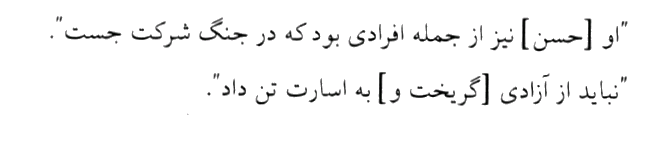 "او [حسن] نیز از جمله افرادی بود که در جنگ شرکت جست".
"نباید از آزادی [گریخت و] به اسارت تن داد".